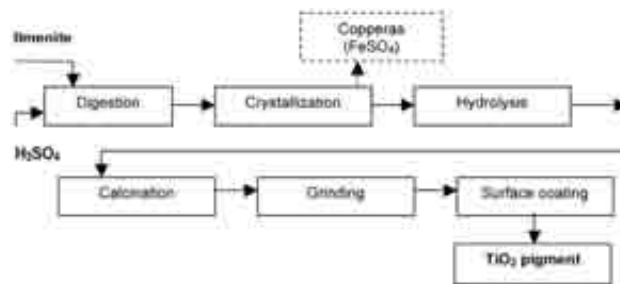 Ilmenite
Copperas
(FeSO₄)
Digestion
Crystallization
Hydrolysis
H₂SO₄
Calcination
Grinding
Surface coating
TiO₂ pigment